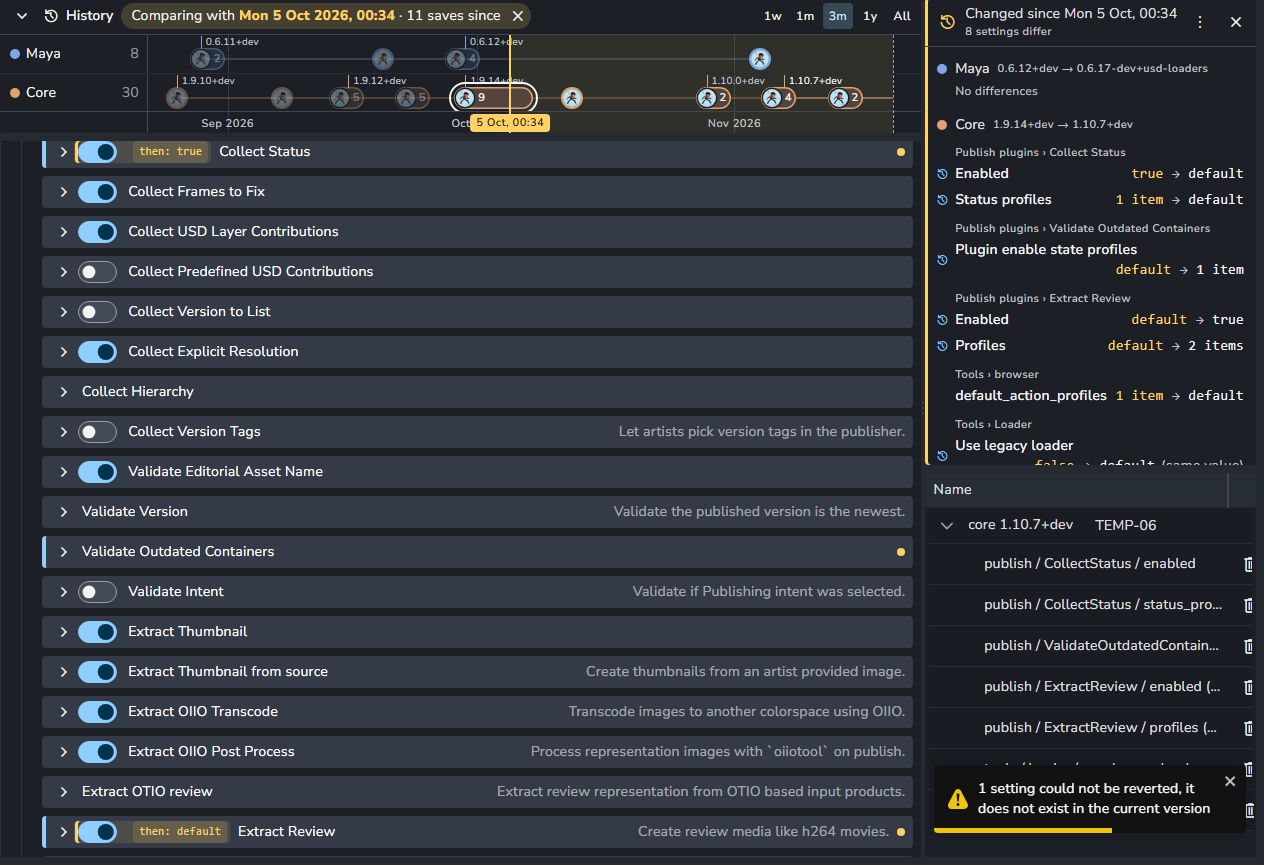 History
Comparing with Mon 5 Oct 2026, 00:34 · 11 saves since
1w 1m 3m 1y All
Maya 8
0.6.11+dev
0.6.12+dev
2
4
Core 30
1.9.10+dev
1.9.12+dev
1.9.14+dev
1.10.0+dev
1.10.7+dev
5
5
9
2
4
2
Sep 2026
Oct
5 Oct, 00:34
Nov 2026
then: true Collect Status
Collect Frames to Fix
Collect USD Layer Contributions
Collect Predefined USD Contributions
Collect Version to List
Collect Explicit Resolution
Collect Hierarchy
Collect Version Tags Let artists pick version tags in the publisher.
Validate Editorial Asset Name
Validate Version Validate the published version is the newest.
Validate Outdated Containers
Validate Intent Validate if Publishing intent was selected.
Extract Thumbnail
Extract Thumbnail from source Create thumbnails from an artist provided image.
Extract OIIO Transcode Transcode images to another colorspace using OIIO.
Extract OIIO Post Process Process representation images with `oiiotool` on publish.
Extract OTIO review Extract review representation from OTIO based input products.
then: default Extract Review Create review media like h264 movies.
Changed since Mon 5 Oct, 00:34
8 settings differ
Maya 0.6.12+dev → 0.6.17-dev+usd-loaders
No differences
Core 1.9.14+dev → 1.10.7+dev
Publish plugins › Collect Status
Enabled true → default
Status profiles 1 item → default
Publish plugins › Validate Outdated Containers
Plugin enable state profiles
default → 1 item
Publish plugins › Extract Review
Enabled default → true
Profiles default → 2 items
Tools › browser
default_action_profiles 1 item → default
Tools › Loader
Use legacy loader
false → default (same value)
Name
core 1.10.7+dev TEMP-06
publish / CollectStatus / enabled
publish / CollectStatus / status_pro...
publish / ValidateOutdatedContain...
publish / ExtractReview / enabled (...
publish / ExtractReview / profiles (...
1 setting could not be reverted, it
does not exist in the current version